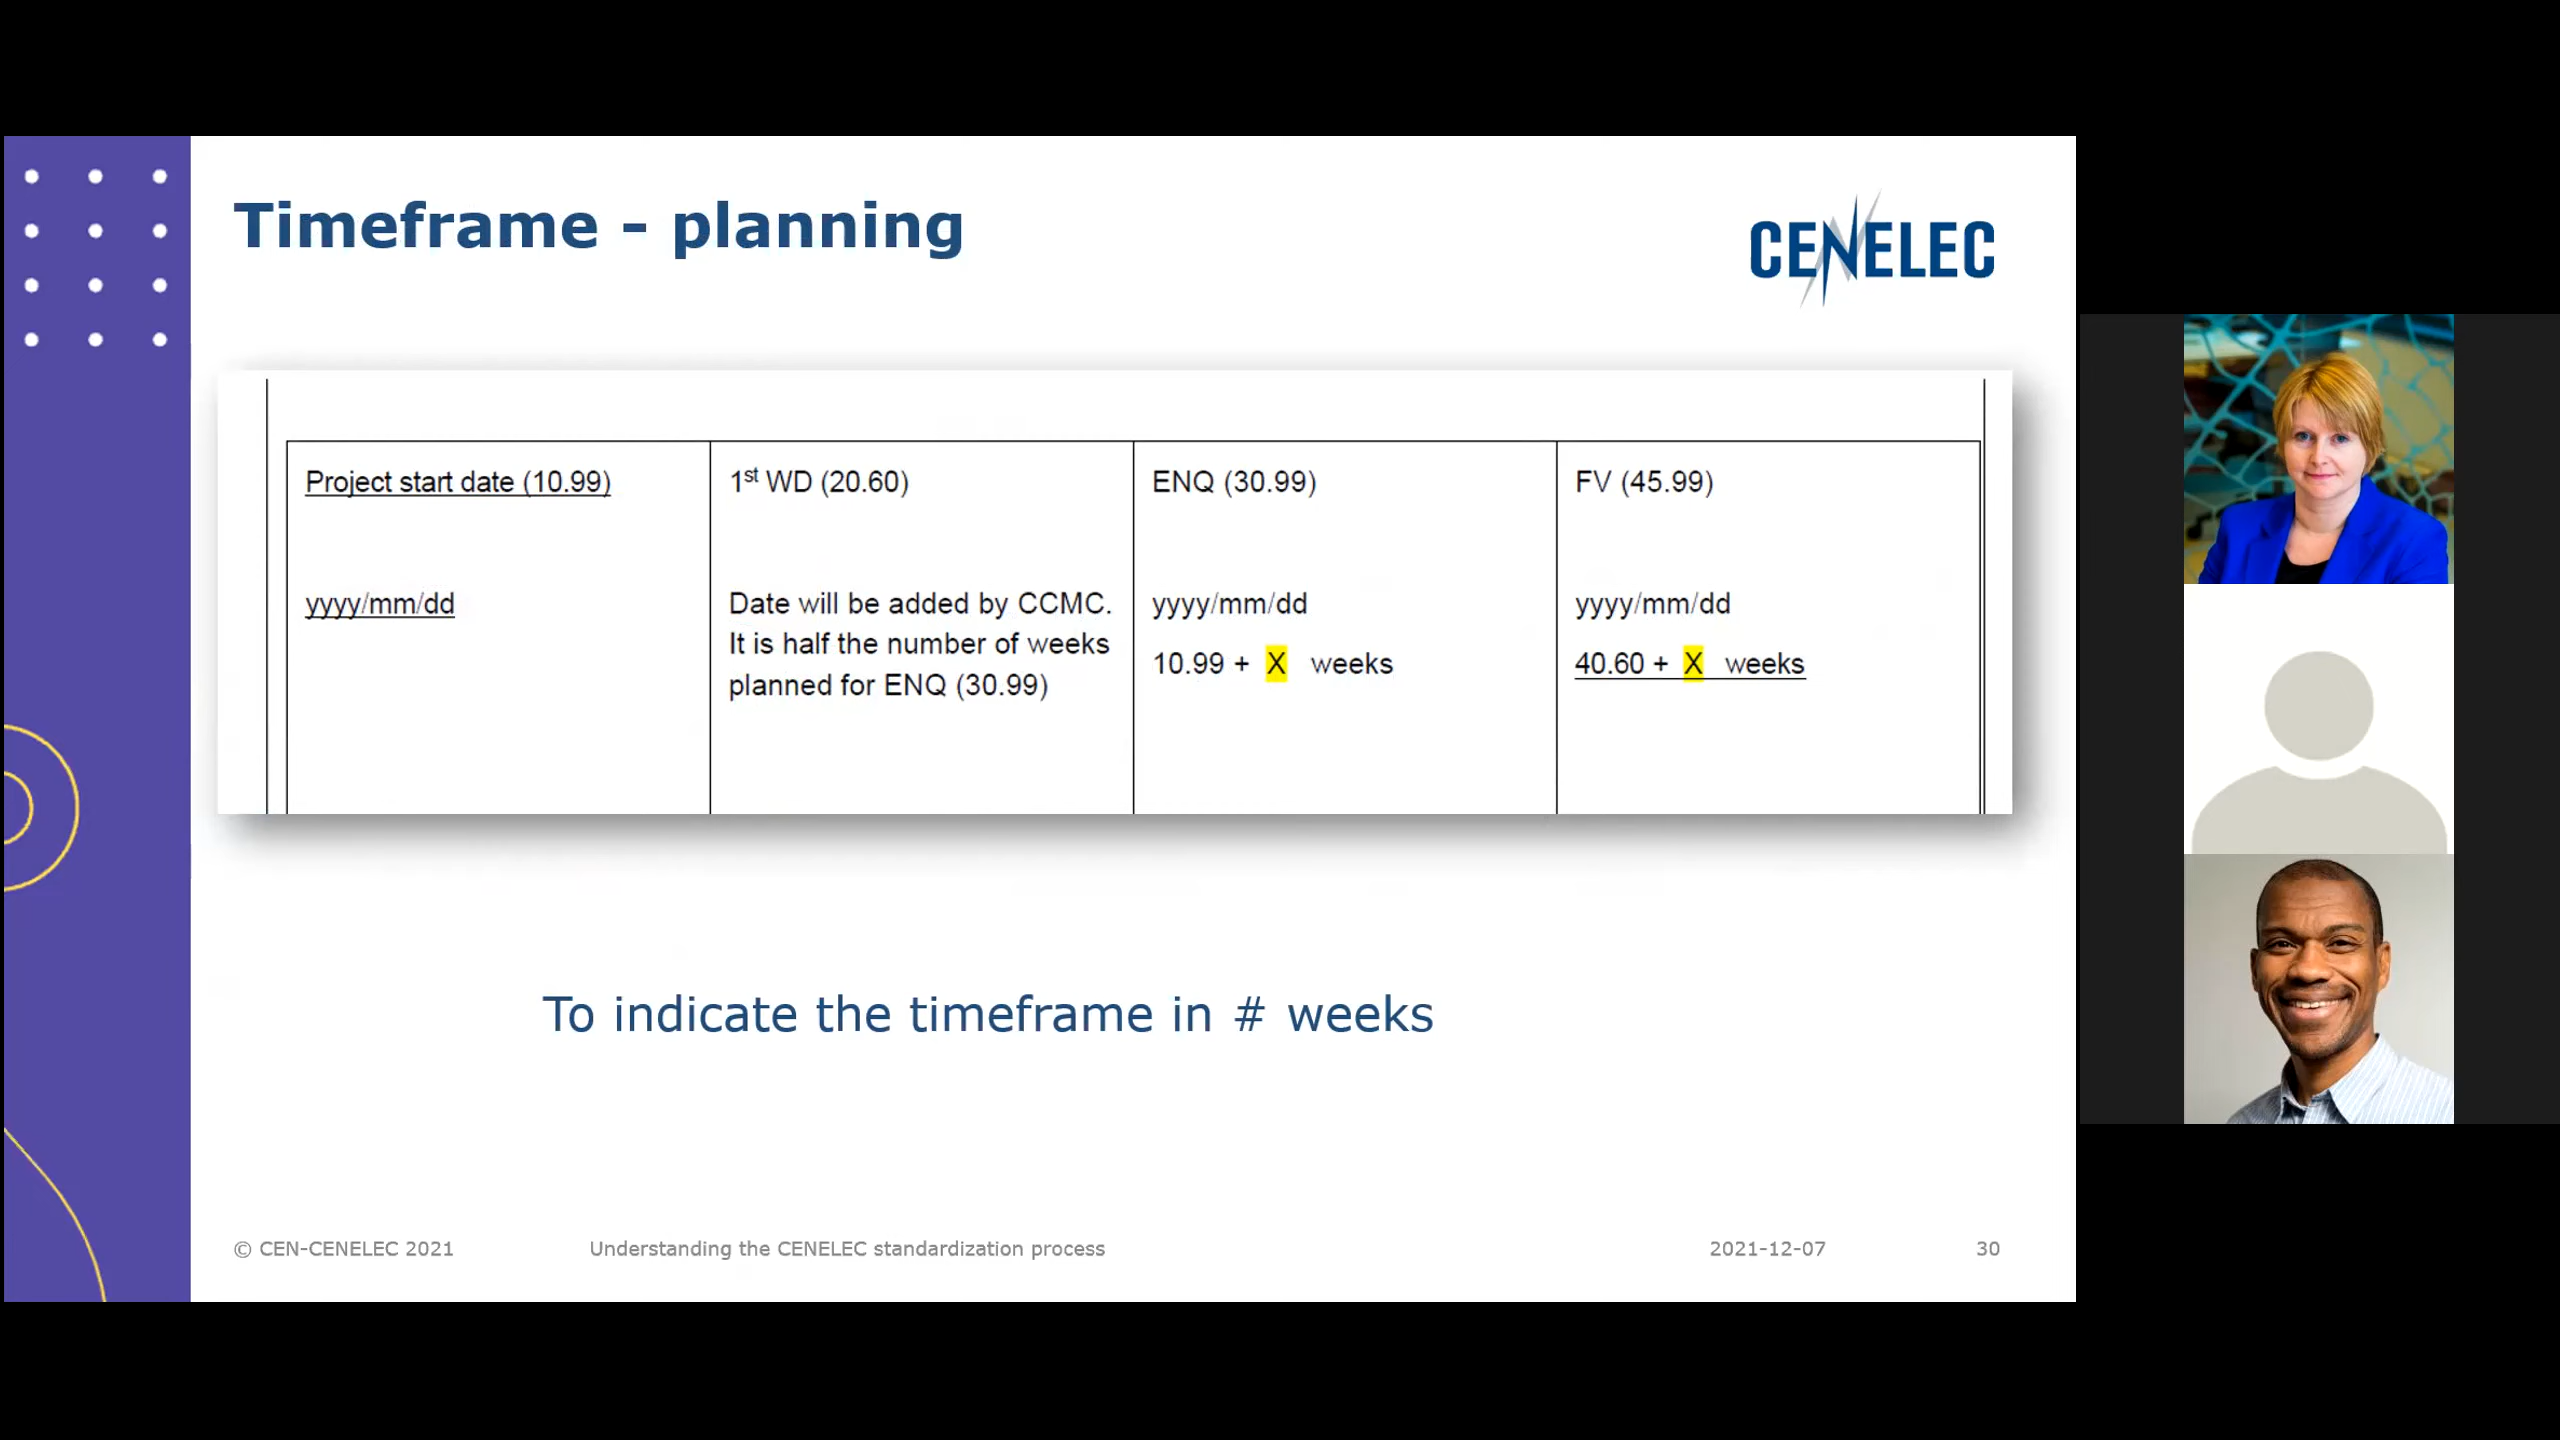 Timeframe - planning
CENELEC
Project start date (10.99)
yyyy/mm/dd
1st WD (20.60)
Date will be added by CCMC.
It is half the number of weeks
planned for ENQ (30.99)
ENQ (30.99)
yyyy/mm/dd
10.99 + X weeks
FV (45.99)
yyyy/mm/dd
40.60 + X weeks
To indicate the timeframe in # weeks
© CEN-CENELEC 2021
Understanding the CENELEC standardization process
2021-12-07
30